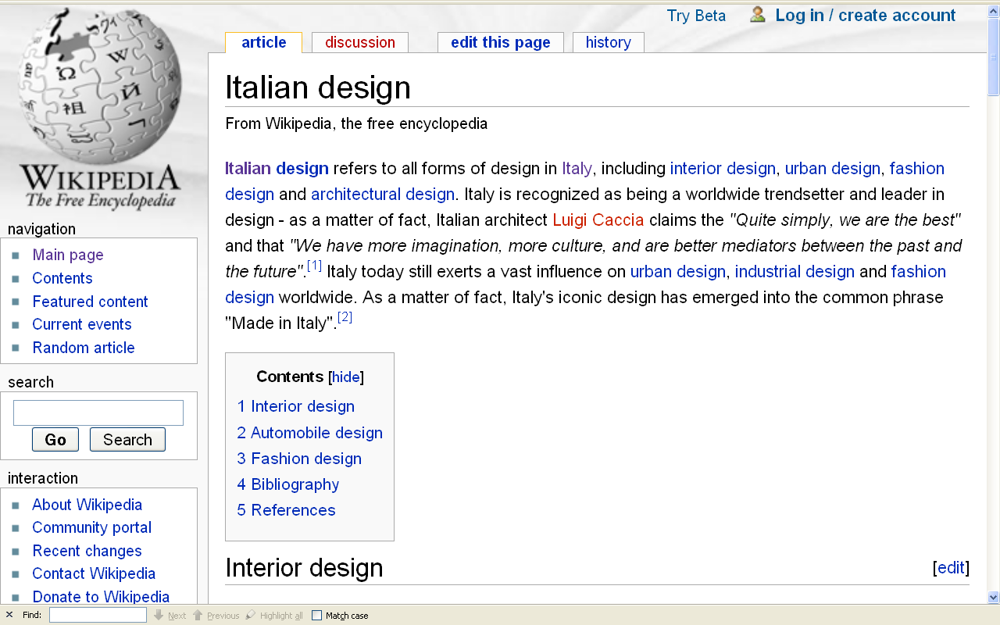 Try Beta Log in / create account
article discussion edit this page history
Italian design
From Wikipedia, the free encyclopedia
Italian design refers to all forms of design in Italy, including interior design, urban design, fashion
design and architectural design. Italy is recognized as being a worldwide trendsetter and leader in
design - as a matter of fact, Italian architect Luigi Caccia claims the "Quite simply, we are the best"
and that "We have more imagination, more culture, and are better mediators between the past and
the future".[1] Italy today still exerts a vast influence on urban design, industrial design and fashion
design worldwide. As a matter of fact, Italy's iconic design has emerged into the common phrase
"Made in Italy".[2]
Contents [hide]
1 Interior design
2 Automobile design
3 Fashion design
4 Bibliography
5 References
Interior design [edit]
Ω W И 祖
WIKIPEDIA
The Free Encyclopedia
navigation
Main page
Contents
Featured content
Current events
Random article
search
Go Search
interaction
About Wikipedia
Community portal
Recent changes
Contact Wikipedia
Donate to Wikipedia
× Find: Next Previous Highlight all Match case